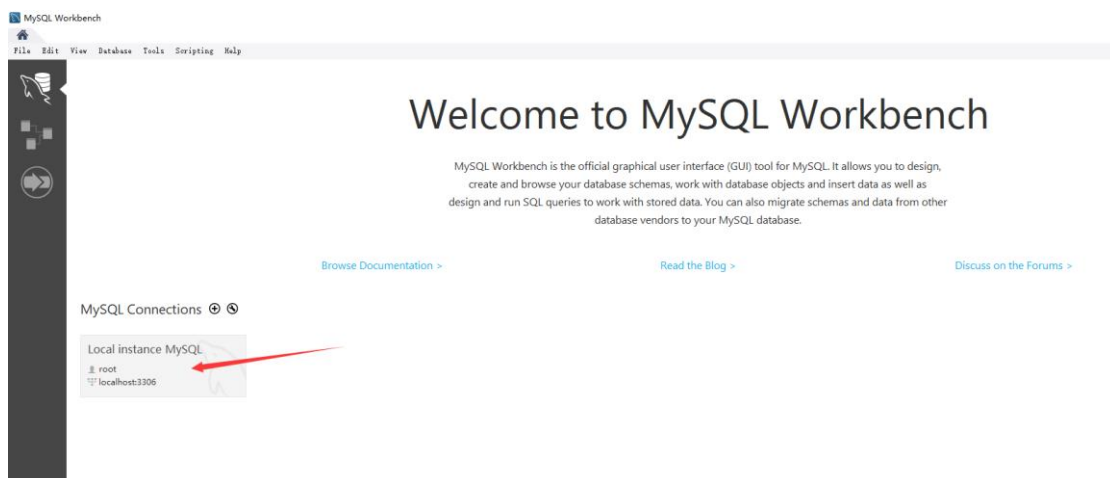 MySQL Workbench
File Edit View Database Tools Scripting Help
Welcome to MySQL Workbench
MySQL Workbench is the official graphical user interface (GUI) tool for MySQL. It allows you to design,
create and browse your database schemas, work with database objects and insert data as well as
design and run SQL queries to work with stored data. You can also migrate schemas and data from other
database vendors to your MySQL database.
Browse Documentation > Read the Blog > Discuss on the Forums >
MySQL Connections
Local instance MySQL
root
localhost:3306